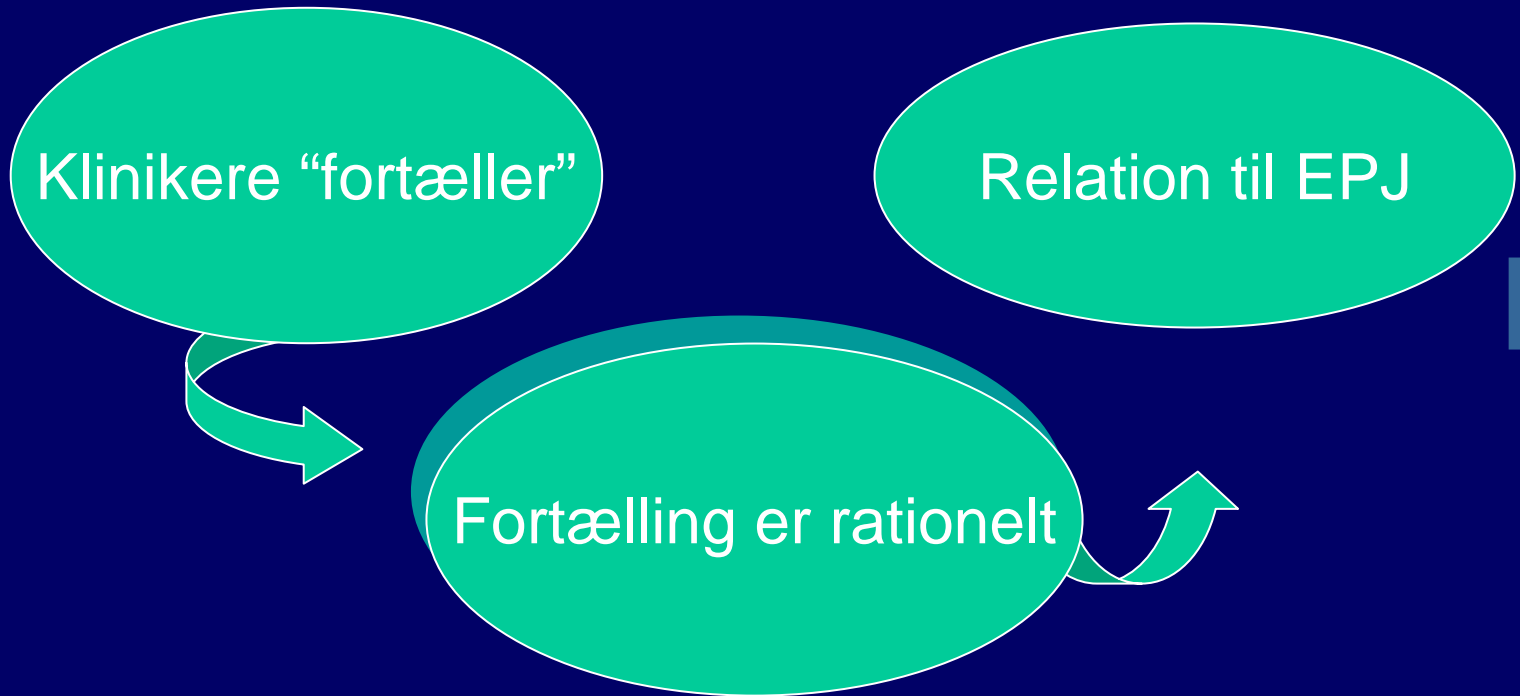 Klinikere “fortæller”
Relation til EPJ
Fortælling er rationelt